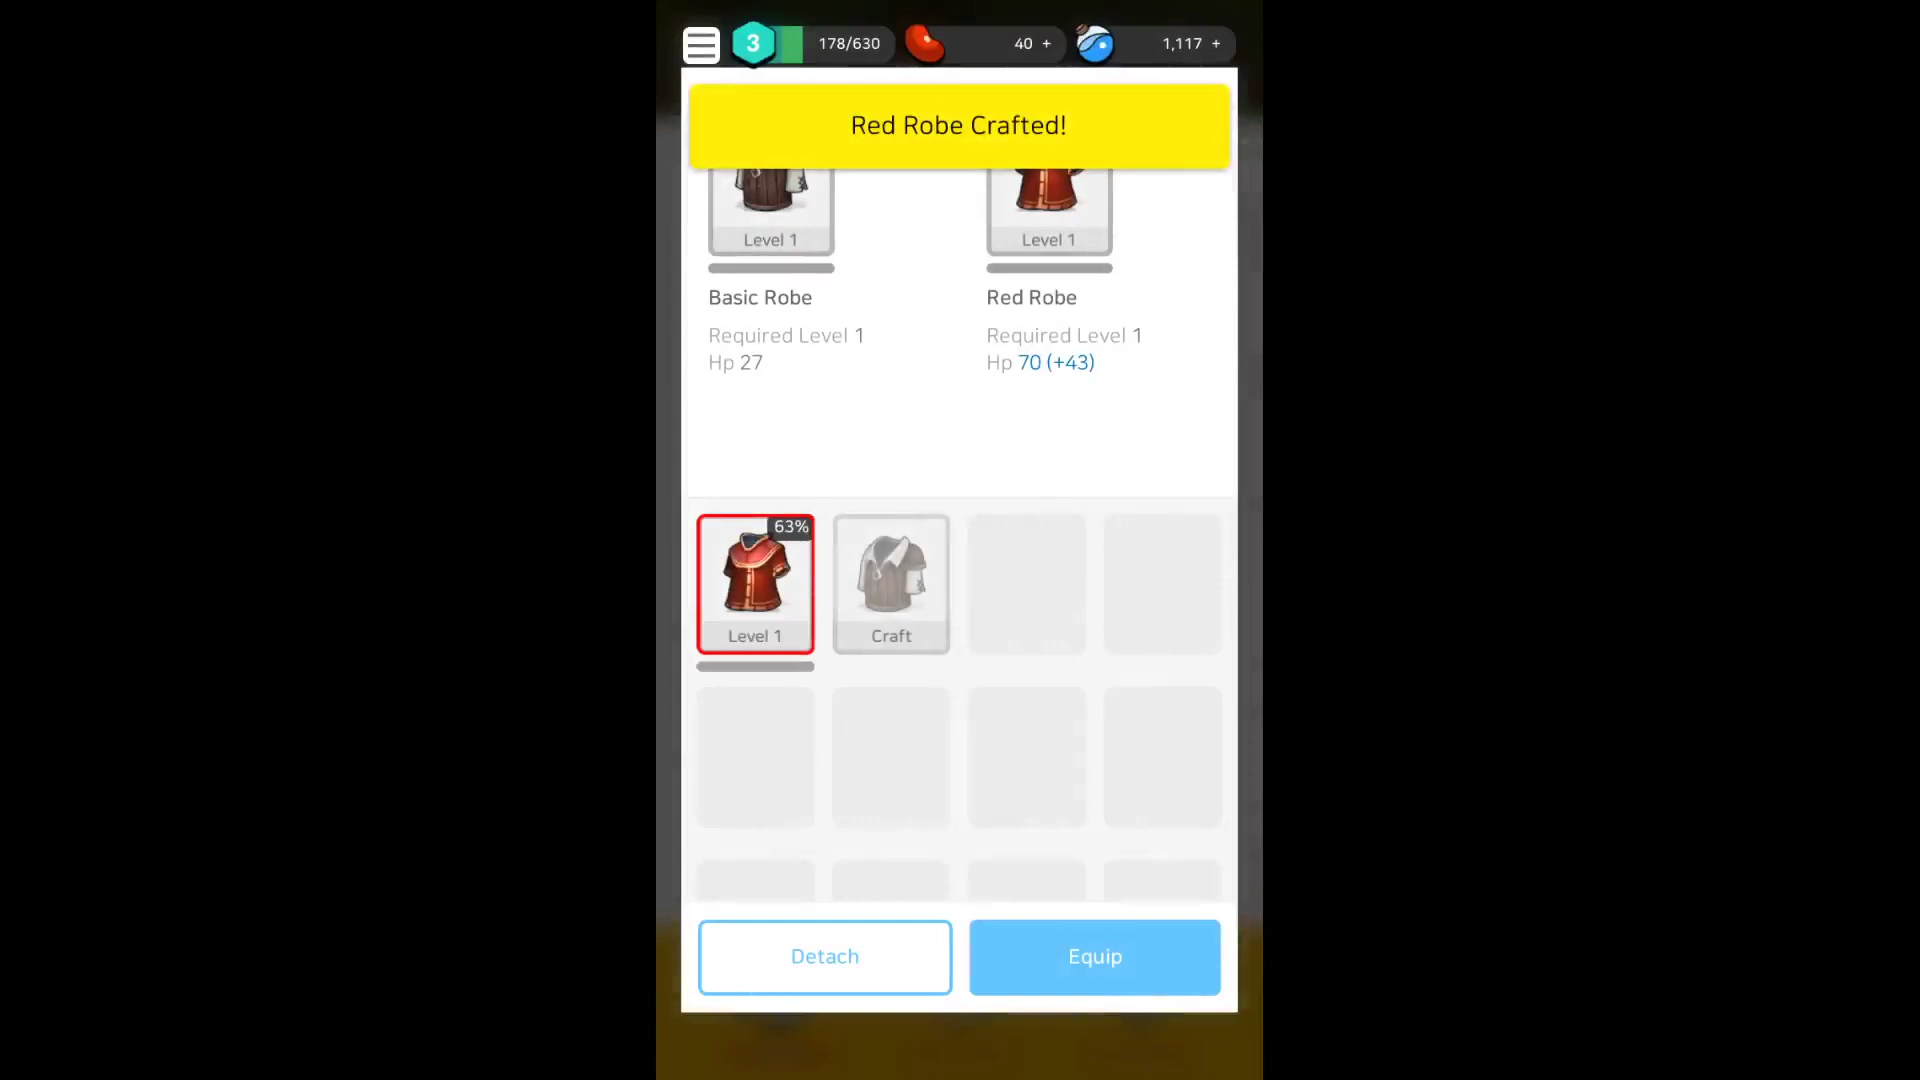 3 178/630 40 + 1,117 +
Red Robe Crafted!
Level 1 Level 1
Basic Robe Red Robe
Required Level 1 Required Level 1
Hp 27 Hp 70 (+43)
63%
Level 1 Craft
Detach Equip